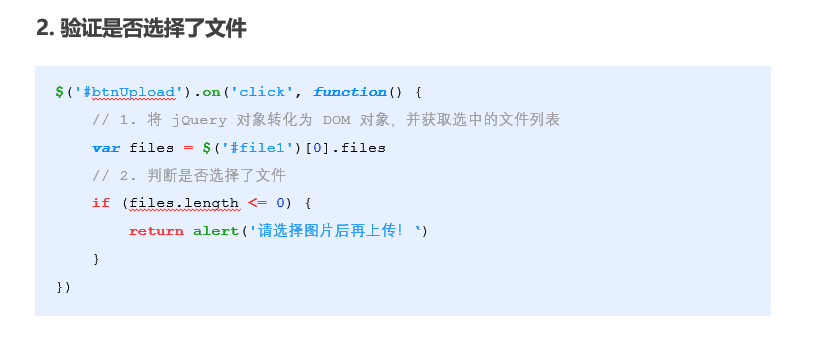 2. 验证是否选择了文件
$('#btnUpload').on('click', function() {
// 1. 将 jQuery 对象转化为 DOM 对象，并获取选中的文件列表
var files = $('#file1')[0].files
// 2. 判断是否选择了文件
if (files.length <= 0) {
return alert('请选择图片后再上传！‘)
}
})